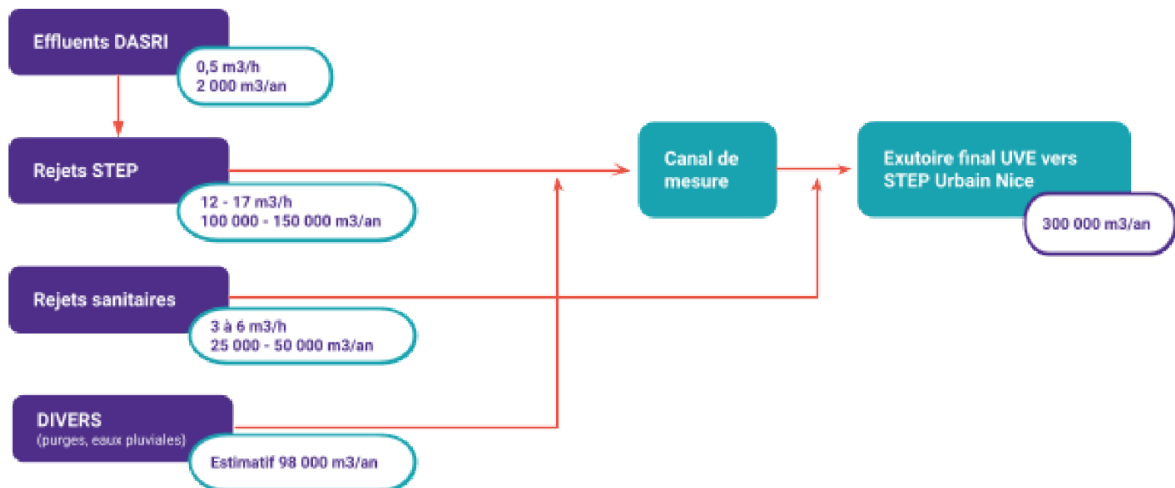 Effluents DASRI
0,5 m3/h
2 000 m3/an
Rejets STEP
12 - 17 m3/h
100 000 - 150 000 m3/an
Canal de
mesure
Exutoire final UVE vers
STEP Urbain Nice
300 000 m3/an
Rejets sanitaires
3 à 6 m3/h
25 000 - 50 000 m3/an
DIVERS
(purges, eaux pluviales)
Estimatif 98 000 m3/an